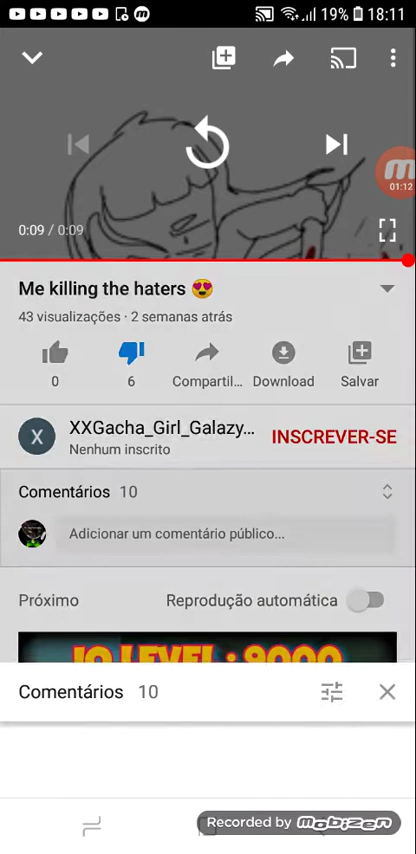 19% 18:11
01:12
0:09 / 0:09
Me killing the haters 😍
43 visualizações · 2 semanas atrás
0 6 Compartil... Download Salvar
X
XXGacha_Girl_Galazy...
INSCREVER-SE
Nenhum inscrito
Comentários 10
Adicionar um comentário público...
Próximo Reprodução automática
IQ LEVEL : 9000
Comentários 10
Recorded by mobizen